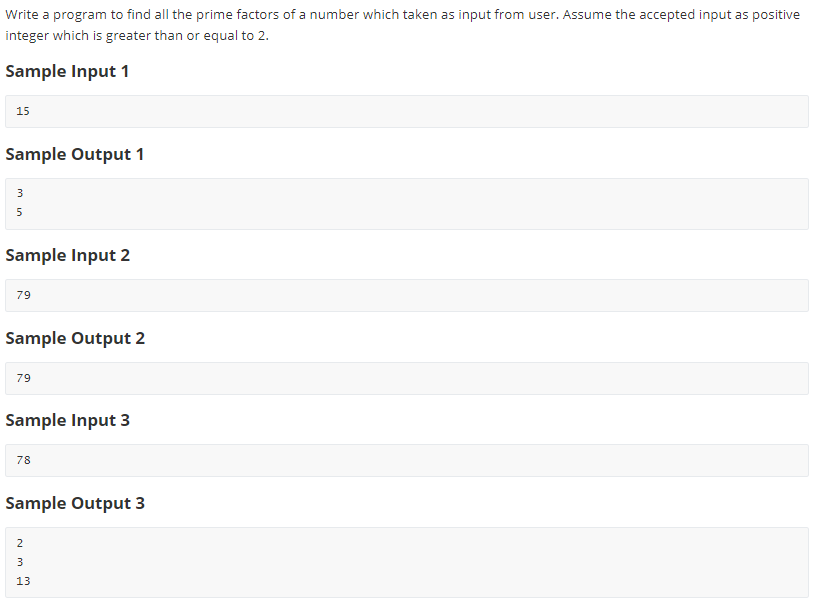 Write a program to find all the prime factors of a number which taken as input from user. Assume the accepted input as positive
integer which is greater than or equal to 2.
Sample Input 1
15
Sample Output 1
3
5
Sample Input 2
79
Sample Output 2
79
Sample Input 3
78
Sample Output 3
2
3
13